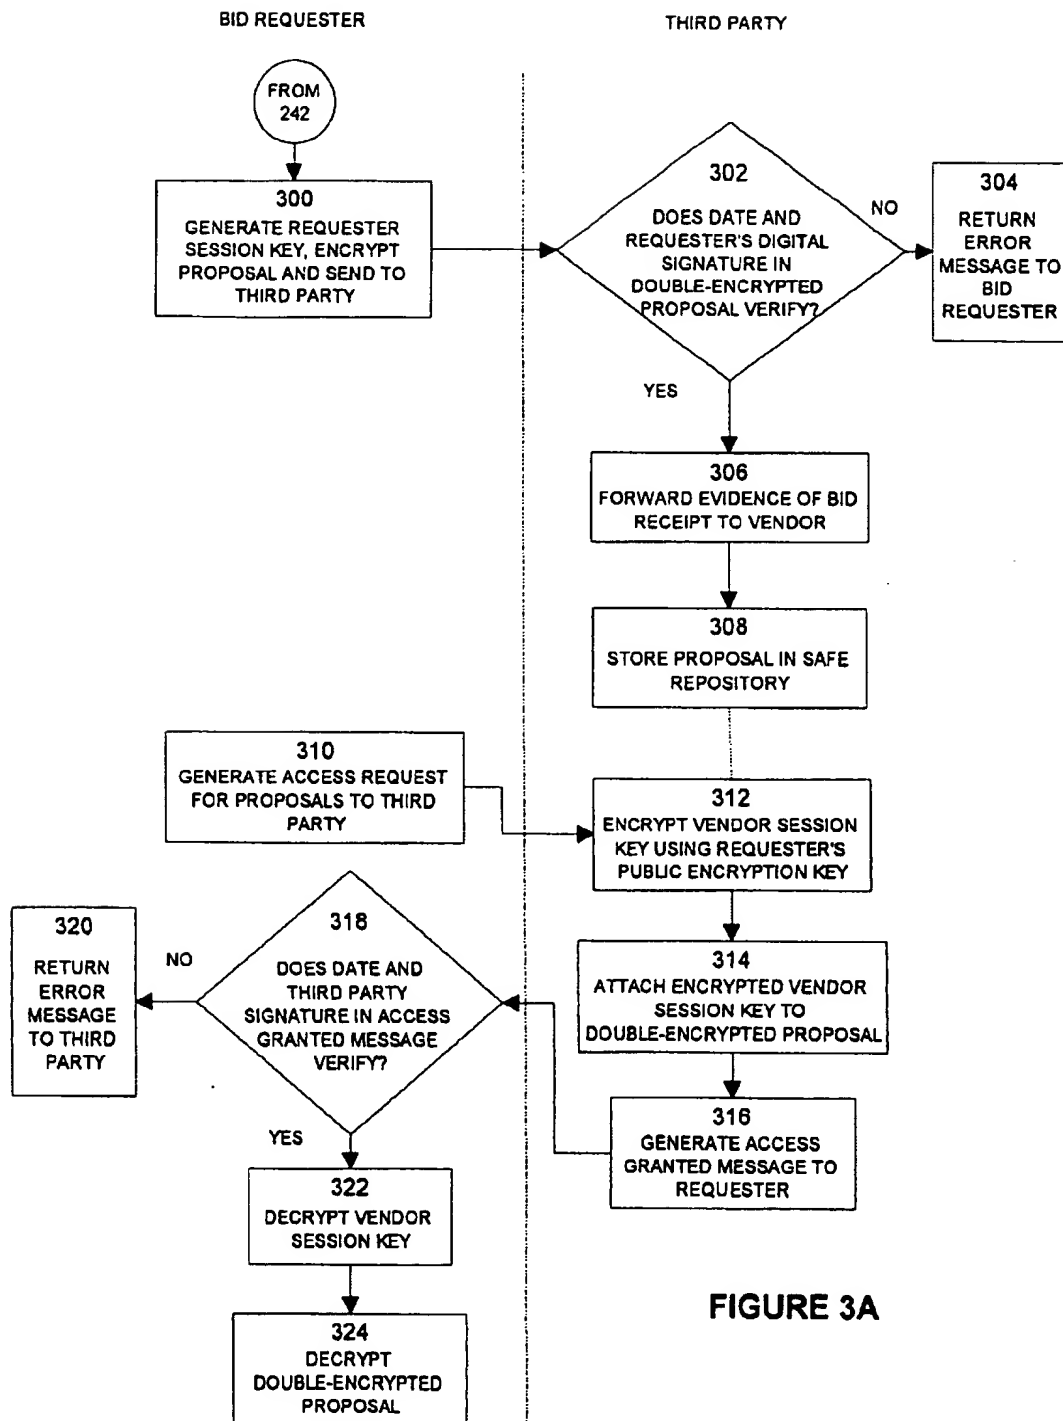 BID REQUESTER
THIRD PARTY
FROM
242
300
GENERATE REQUESTER
SESSION KEY, ENCRYPT
PROPOSAL AND SEND TO
THIRD PARTY
302
DOES DATE AND
REQUESTER'S DIGITAL
SIGNATURE IN
DOUBLE-ENCRYPTED
PROPOSAL VERIFY?
NO
304
RETURN
ERROR
MESSAGE TO
BID
REQUESTER
YES
306
FORWARD EVIDENCE OF BID
RECEIPT TO VENDOR
308
STORE PROPOSAL IN SAFE
REPOSITORY
310
GENERATE ACCESS REQUEST
FOR PROPOSALS TO THIRD
PARTY
312
ENCRYPT VENDOR SESSION
KEY USING REQUESTER'S
PUBLIC ENCRYPTION KEY
314
ATTACH ENCRYPTED VENDOR
SESSION KEY TO
DOUBLE-ENCRYPTED PROPOSAL
316
GENERATE ACCESS
GRANTED MESSAGE TO
REQUESTER
318
DOES DATE AND
THIRD PARTY
SIGNATURE IN ACCESS
GRANTED MESSAGE
VERIFY?
NO
320
RETURN
ERROR
MESSAGE
TO THIRD
PARTY
YES
322
DECRYPT VENDOR
SESSION KEY
324
DECRYPT
DOUBLE-ENCRYPTED
PROPOSAL
FIGURE 3A